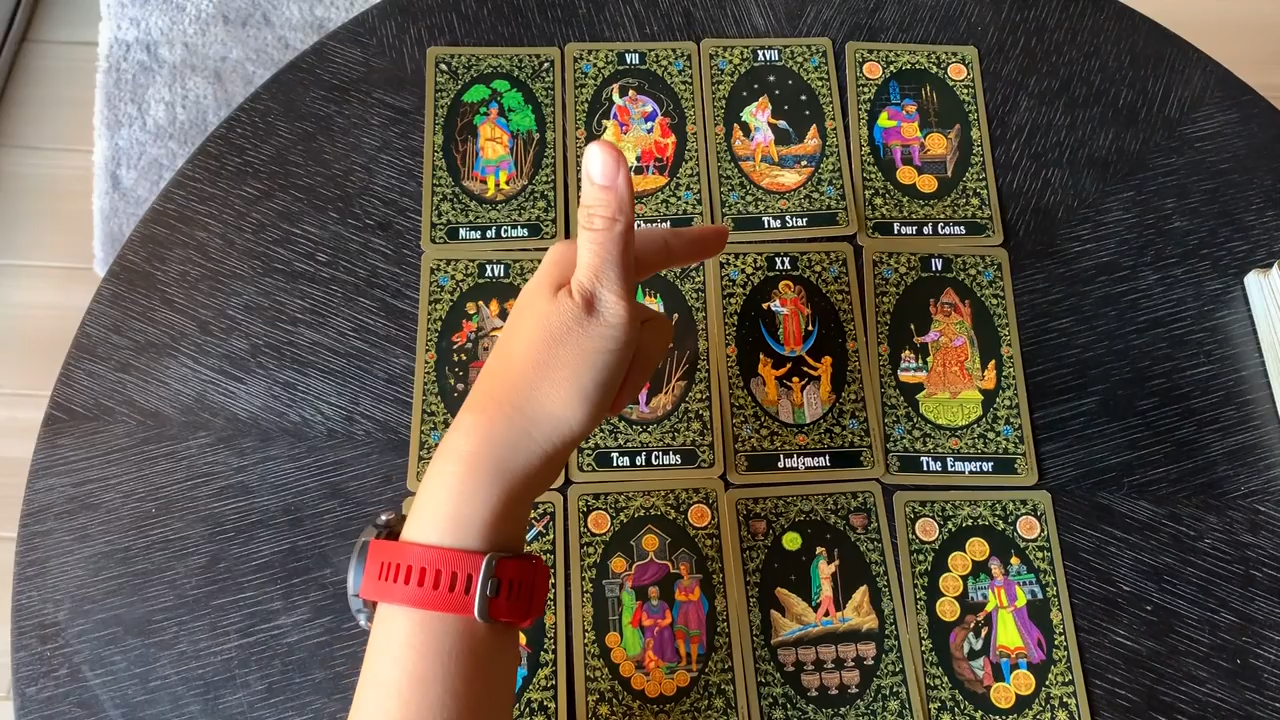 VII
XVII
Nine of Clubs
Chariot
The Star
Four of Coins
XVI
XX
IV
Ten of Clubs
Judgment
The Emperor